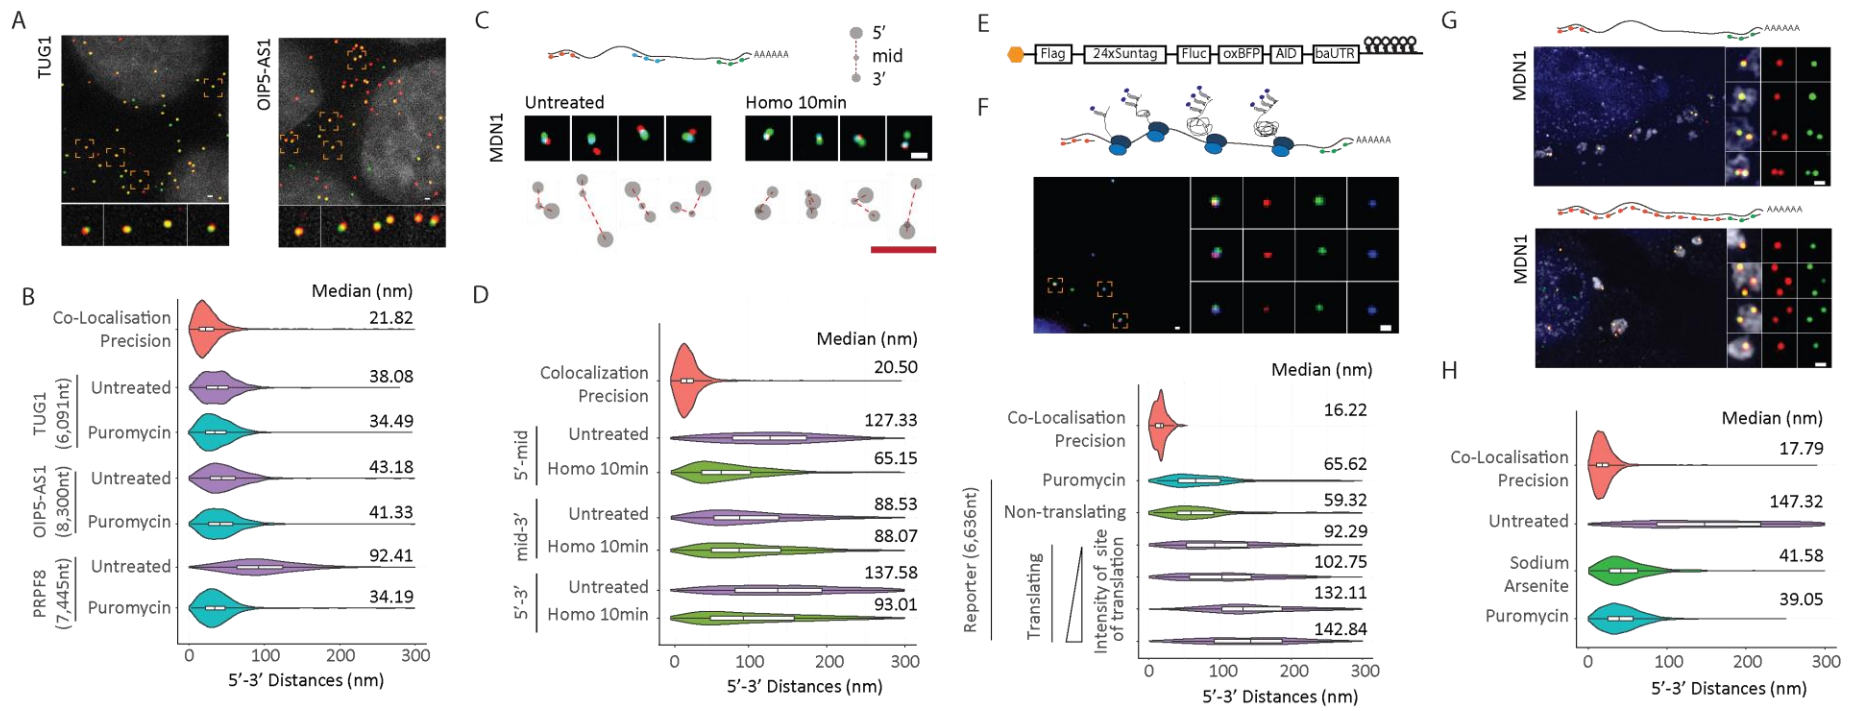 A
TUG1
OIP5-AS1
B
Median (nm)
Co-Localisation
Precision
21.82
TUG1
(6,091nt)
Untreated
38.08
Puromycin
34.49
OIP5-AS1
(8,300nt)
Untreated
43.18
Puromycin
41.33
PRPF8
(7,445nt)
Untreated
92.41
Puromycin
34.19
0 100 200 300
5’-3’ Distances (nm)
C
AAAAAA
5’
mid
3’
Untreated
Homo 10min
MDN1
D
Median (nm)
Colocalization
Precision
20.50
5’-mid
Untreated
127.33
Homo 10min
65.15
mid-3’
Untreated
88.53
Homo 10min
88.07
5’-3’
Untreated
137.58
Homo 10min
93.01
0 100 200 300
5’-3’ Distances (nm)
E
Flag 24xSuntag Fluc oxBFP AID baUTR
F
AAAAAA
Median (nm)
Co-Localisation
Precision
16.22
Reporter (6,636nt)
Puromycin
65.62
Non-translating
59.32
Translating
Intensity of site
of translation
92.29
102.75
132.11
142.84
0 100 200 300
5’-3’ Distances (nm)
G
AAAAAA
MDN1
AAAAAA
MDN1
H
Median (nm)
Co-Localisation
Precision
17.79
Untreated
147.32
Sodium
Arsenite
41.58
Puromycin
39.05
0 100 200 300
5’-3’ Distances (nm)